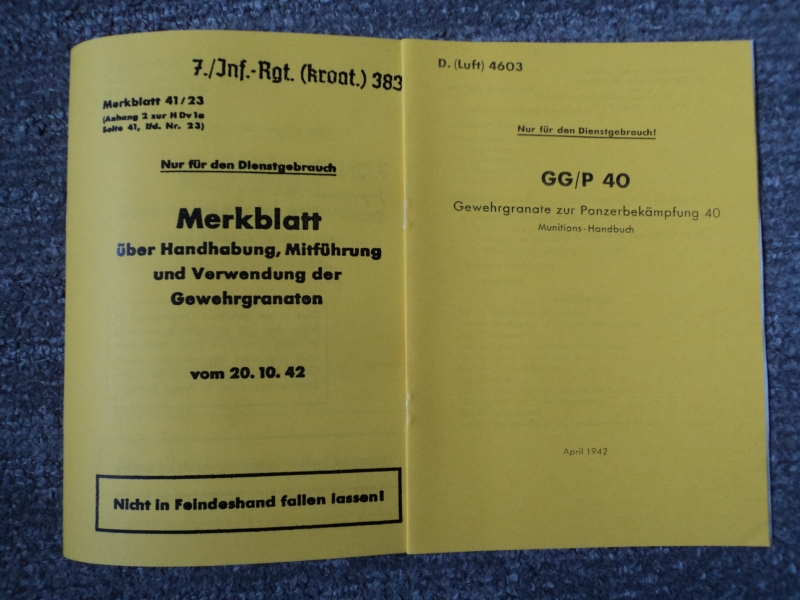 7./Inf.-Rgt. (kroat.) 383
Merkblatt 41/23
(Anhang 2 zur H Dv 1a
Seite 41, lfd. Nr. 23)
Nur für den Dienstgebrauch
Merkblatt
über Handhabung, Mitführung
und Verwendung der
Gewehrgranaten
vom 20. 10. 42
Nicht in Feindeshand fallen lassen!
D. (Luft) 4603
Nur für den Dienstgebrauch!
GG/P 40
Gewehrgranate zur Panzerbekämpfung 40
Munitions-Handbuch
April 1942